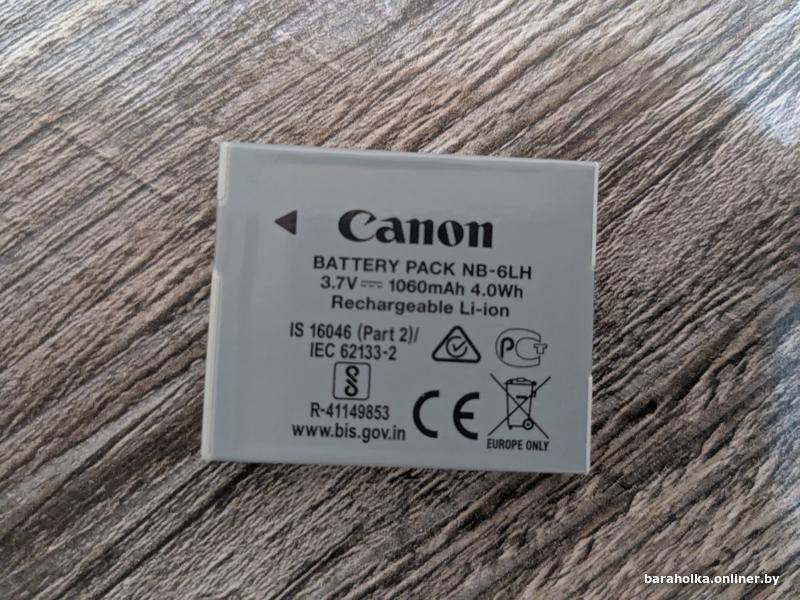 Canon
BATTERY PACK NB-6LH
3.7V ⎓ 1060mAh 4.0Wh
Rechargeable Li-ion
IS 16046 (Part 2)/
IEC 62133-2
R-41149853
www.bis.gov.in
PCT
CE
EUROPE ONLY
baraholka.onliner.by